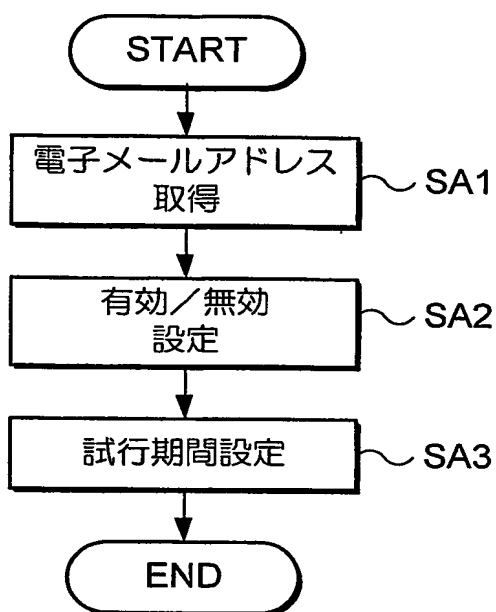 START
電子メールアドレス
取得
SA1
有効／無効
設定
SA2
試行期間設定
SA3
END